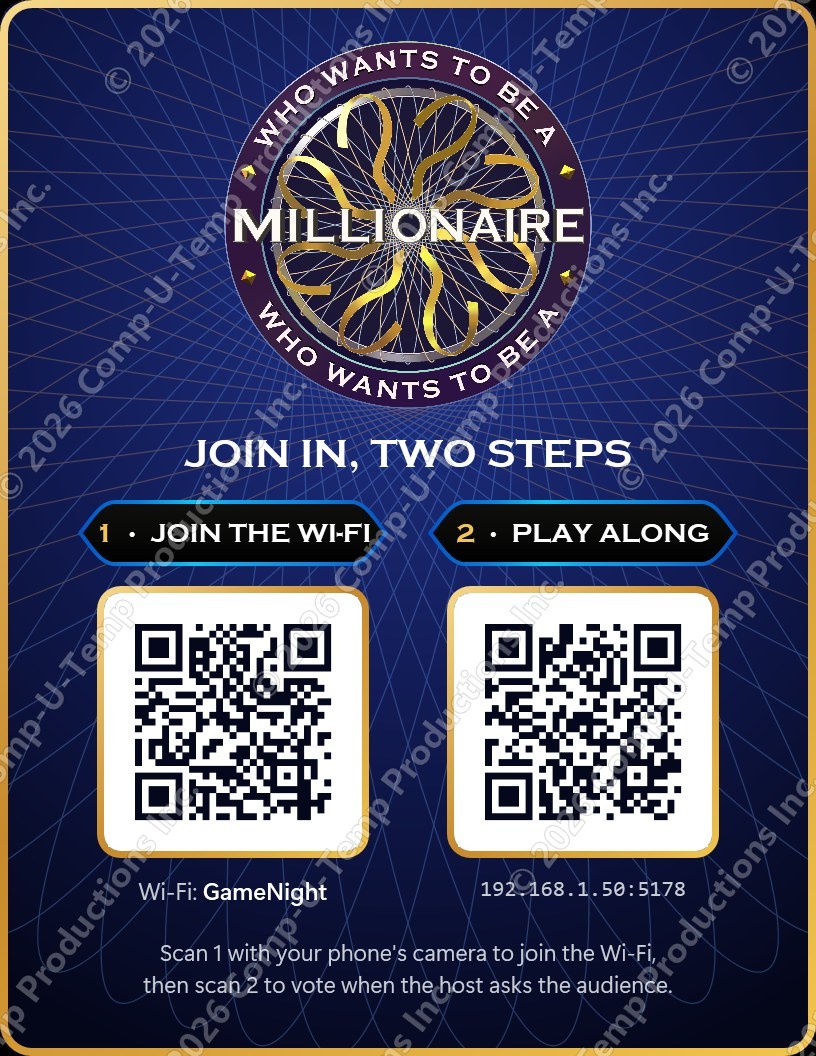 WHO WANTS TO BE A
MILLIONAIRE
WHO WANTS TO BE A
JOIN IN, TWO STEPS
1 · JOIN THE WI-FI
2 · PLAY ALONG
Wi-Fi: GameNight
192.168.1.50:5178
Scan 1 with your phone's camera to join the Wi-Fi,
then scan 2 to vote when the host asks the audience.
© 2026 Comp-U-Temp Productions Inc.